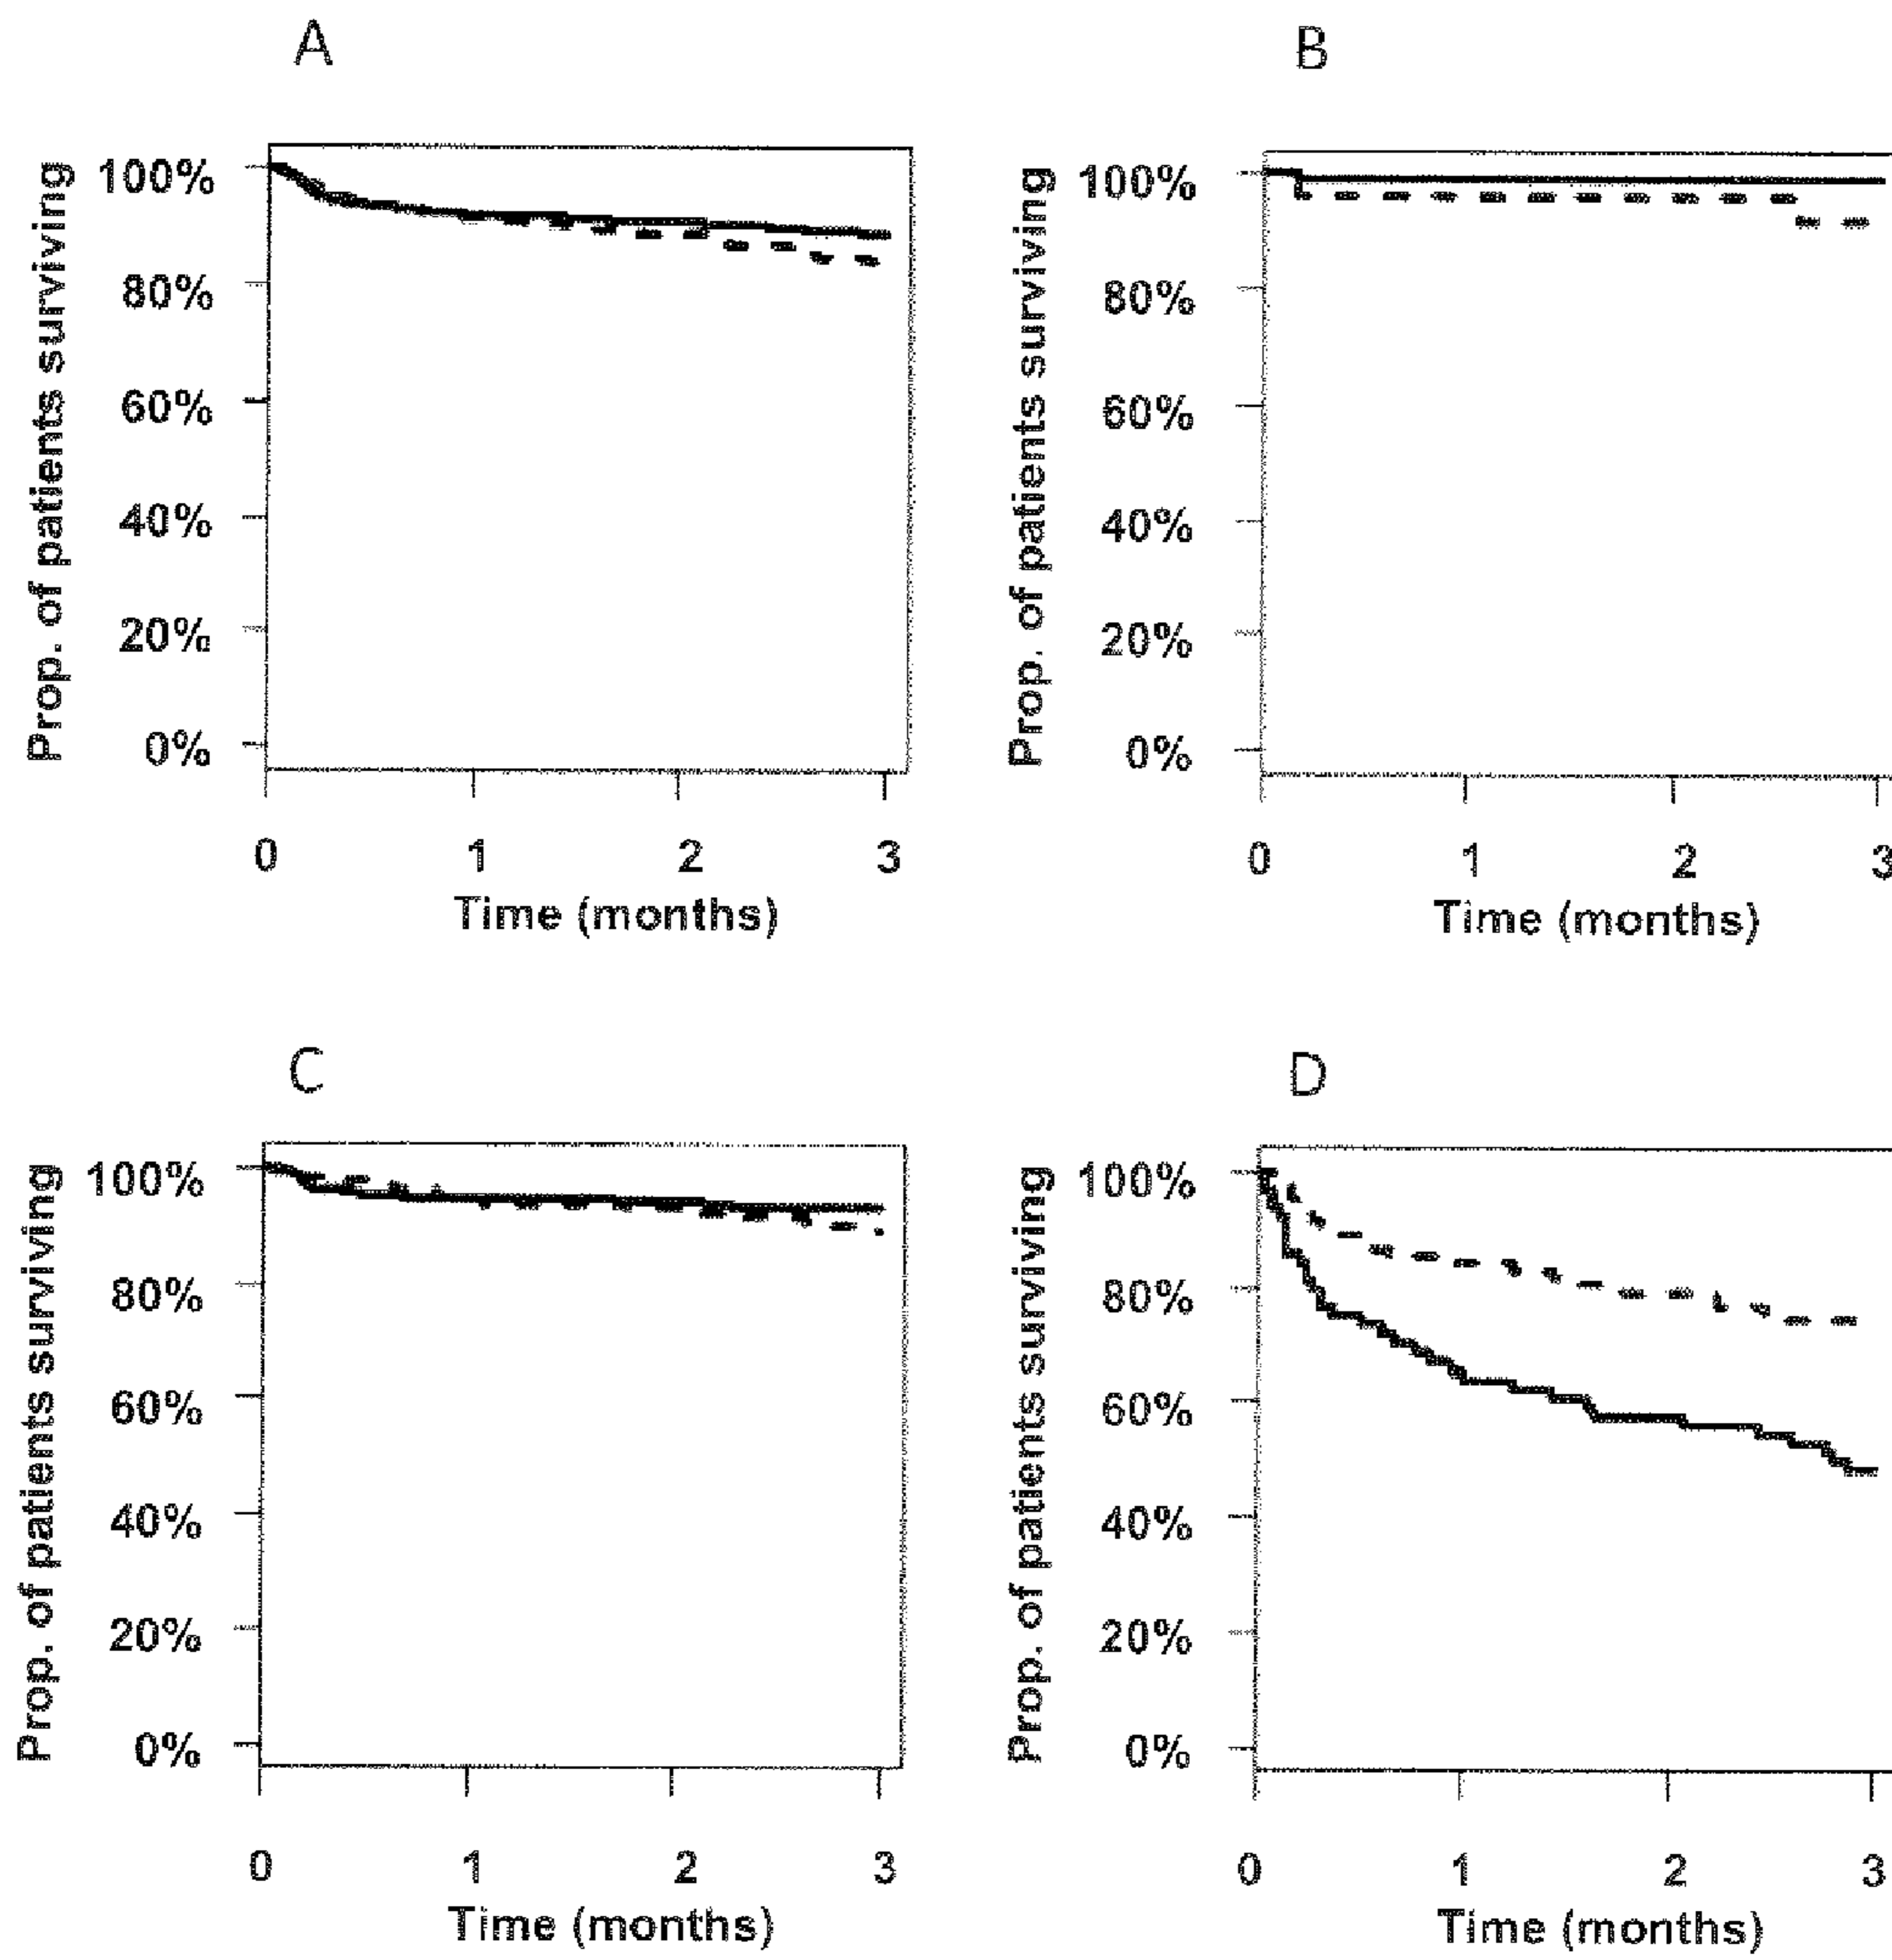 A
Prop. of patients surviving
100%
80%
60%
40%
20%
0%
0 1 2 3
Time (months)
B
Prop. of patients surviving
100%
80%
60%
40%
20%
0%
0 1 2 3
Time (months)
C
Prop. of patients surviving
100%
80%
60%
40%
20%
0%
0 1 2 3
Time (months)
D
Prop. of patients surviving
100%
80%
60%
40%
20%
0%
0 1 2 3
Time (months)